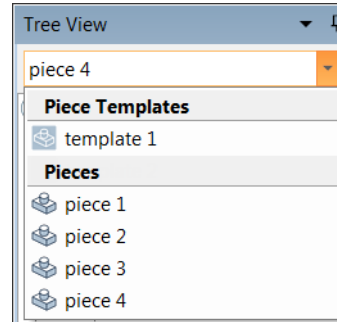 Tree View
piece 4
Piece Templates
template 1
Pieces
piece 1
piece 2
piece 3
piece 4